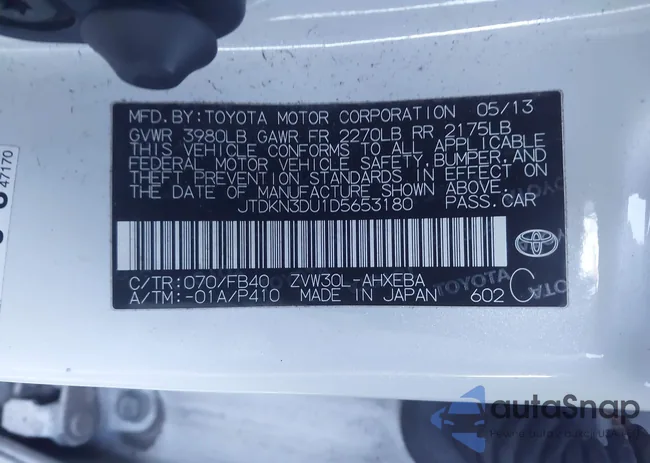 MFD.BY:TOYOTA MOTOR CORPORATION 05/13
GVWR 3980LB GAWR FR 2270LB RR 2175LB
THIS VEHICLE CONFORMS TO ALL APPLICABLE
FEDERAL MOTOR VEHICLE SAFETY,BUMPER,AND
THEFT PREVENTION STANDARDS IN EFFECT ON
THE DATE OF MANUFACTURE SHOWN ABOVE.
JTDKN3DU1D5653180 PASS.CAR
C/TR:070/FB40 ZVW30L-AHXEBA
A/TM:-01A/P410 MADE IN JAPAN 602 C
TOYOTA
47170
autoSnap